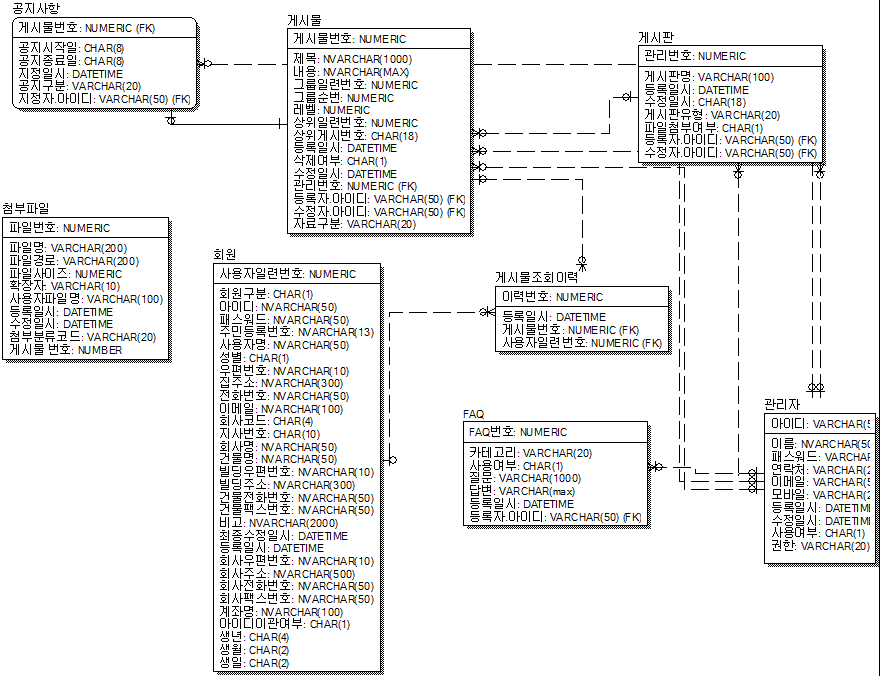 공지사항
게시물번호: NUMERIC (FK)
공지시작일: CHAR(8)
공지종료일: CHAR(8)
지정일시: DATETIME
공지구분: VARCHAR(20)
지정자.아이디: VARCHAR(50) (FK)
게시물
게시물번호: NUMERIC
제목: NVARCHAR(1000)
내용: NVARCHAR(MAX)
그룹일련번호: NUMERIC
그룹순번: NUMERIC
레벨: NUMERIC
상위일련번호: NUMERIC
상위게시번호: CHAR(18)
등록일시: DATETIME
삭제여부: CHAR(1)
수정일시: DATETIME
관리번호: NUMERIC (FK)
등록자.아이디: VARCHAR(50) (FK)
수정자.아이디: VARCHAR(50) (FK)
자료구분: VARCHAR(20)
게시판
관리번호: NUMERIC
게시판명: VARCHAR(100)
등록일시: DATETIME
수정일시: CHAR(18)
게시판유형: VARCHAR(20)
파일첨부여부: CHAR(1)
등록자.아이디: VARCHAR(50) (FK)
수정자.아이디: VARCHAR(50) (FK)
첨부파일
파일번호: NUMERIC
파일명: VARCHAR(200)
파일경로: VARCHAR(200)
파일사이즈: NUMERIC
확장자: VARCHAR(10)
사용자파일명: VARCHAR(100)
등록일시: DATETIME
수정일시: DATETIME
첨부분류코드: VARCHAR(20)
게시물 번호: NUMBER
회원
사용자일련번호: NUMERIC
회원구분: CHAR(1)
아이디: NVARCHAR(50)
패스워드: NVARCHAR(50)
주민등록번호: NVARCHAR(13)
사용자명: NVARCHAR(50)
성별: CHAR(1)
우편번호: NVARCHAR(10)
집주소: NVARCHAR(300)
전화번호: NVARCHAR(50)
이메일: NVARCHAR(100)
회사코드: CHAR(4)
지사번호: CHAR(10)
회사명: NVARCHAR(50)
건물명: NVARCHAR(50)
빌딩우편번호: NVARCHAR(10)
빌딩주소: NVARCHAR(300)
건물전화번호: NVARCHAR(50)
건물팩스번호: NVARCHAR(50)
비고: NVARCHAR(2000)
최종수정일시: DATETIME
등록일시: DATETIME
회사우편번호: NVARCHAR(10)
회사주소: NVARCHAR(500)
회사전화번호: NVARCHAR(50)
회사팩스번호: NVARCHAR(50)
계좌명: NVARCHAR(100)
아이디이관여부: CHAR(1)
생년: CHAR(4)
생월: CHAR(2)
생일: CHAR(2)
게시물조회이력
이력번호: NUMERIC
등록일시: DATETIME
게시물번호: NUMERIC (FK)
사용자일련번호: NUMERIC (FK)
FAQ
FAQ번호: NUMERIC
카테고리: VARCHAR(20)
사용여부: CHAR(1)
질문: VARCHAR(1000)
답변: VARCHAR(max)
등록일시: DATETIME
등록자.아이디: VARCHAR(50) (FK)
관리자
아이디: VARCHAR(5
이름: NVARCHAR(50
패스워드: VARCHAR
연락처: VARCHAR(2
이메일: VARCHAR(5
모바일: VARCHAR(2
등록일시: DATETIM
수정일시: DATETIM
사용여부: CHAR(1)
권한: VARCHAR(20)